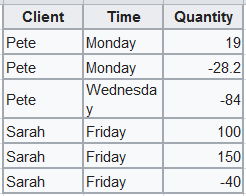 Client Time Quantity
Pete Monday 19
Pete Monday -28.2
Pete Wednesda
y -84
Sarah Friday 100
Sarah Friday 150
Sarah Friday -40